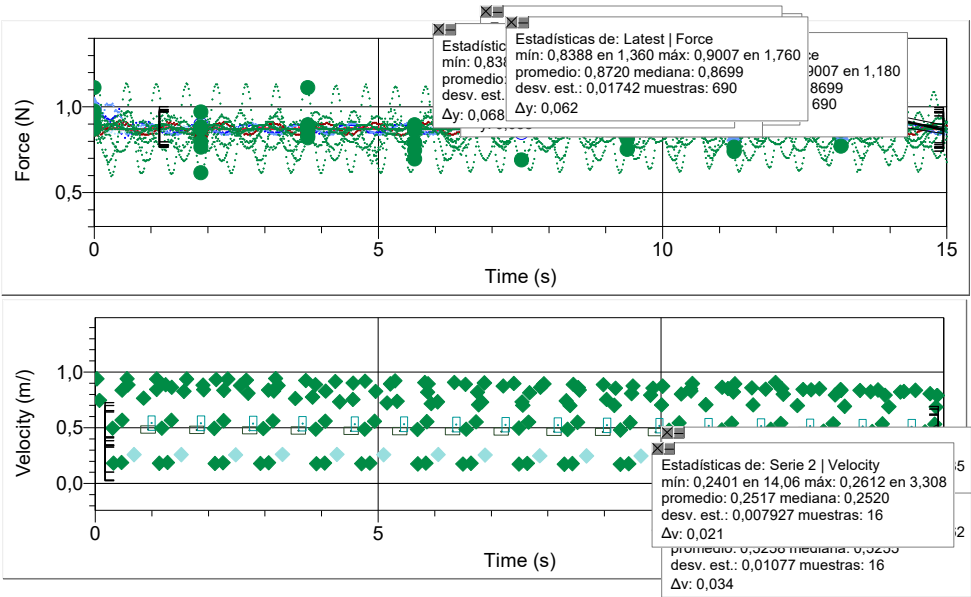 Estadístic
mín: 0,838
promedio:
desv. est.
Δy: 0,068
Estadísticas de: Latest | Force
mín: 0,8388 en 1,360 máx: 0,9007 en 1,760
promedio: 0,8720 mediana: 0,8699
desv. est.: 0,01742 muestras: 690
Δy: 0,062
ce
9007 en 1,180
8699
690
Force (N)
1,0
0,5
0
5
10
15
Time (s)
Velocity (m/)
1,0
0,5
0,0
0
5
Time (s)
Estadísticas de: Serie 2 | Velocity
mín: 0,2401 en 14,06 máx: 0,2612 en 3,308
promedio: 0,2517 mediana: 0,2520
desv. est.: 0,007927 muestras: 16
Δv: 0,021
desv. est.: 0,01077 muestras: 16
Δv: 0,034